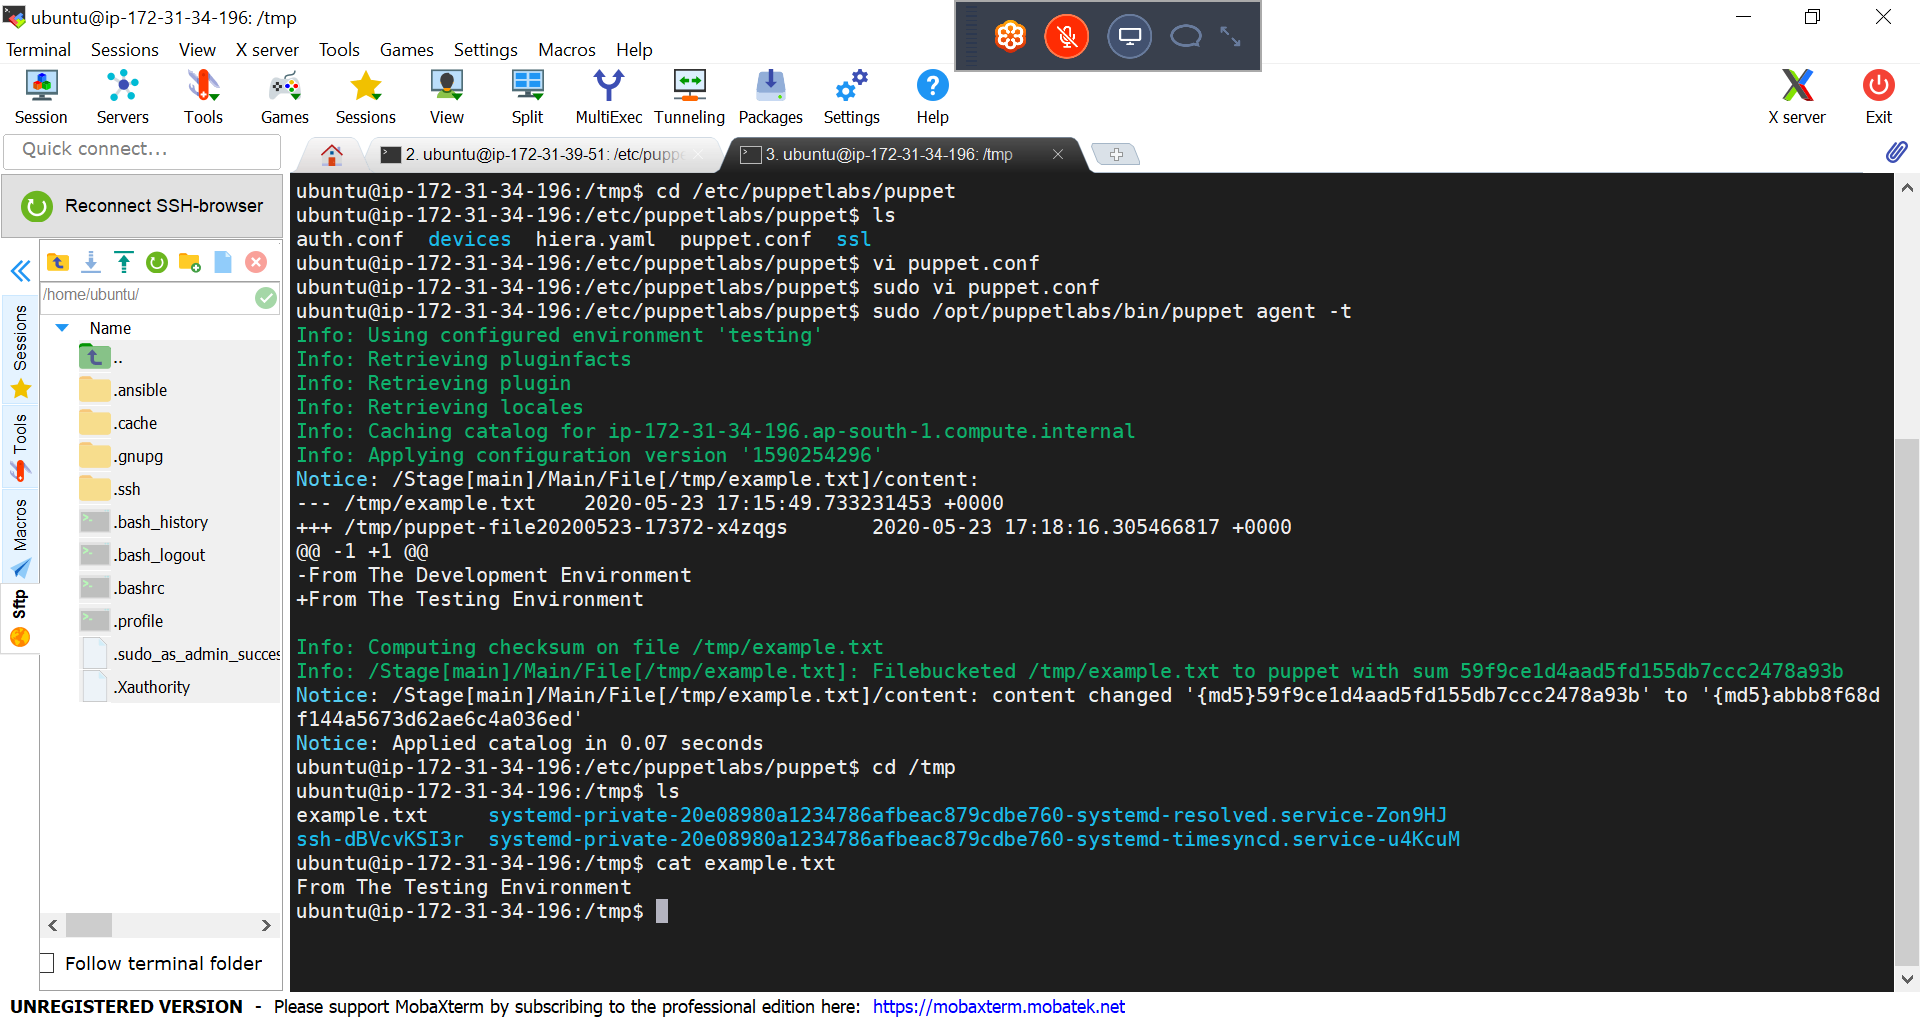 ubuntu@ip-172-31-34-196: /tmp
Terminal Sessions View X server Tools Games Settings Macros Help
Session Servers Tools Games Sessions View Split MultiExec Tunneling Packages Settings Help X server Exit
Quick connect...
2. ubuntu@ip-172-31-39-51: /etc/puppe
3. ubuntu@ip-172-31-34-196: /tmp
Reconnect SSH-browser
/home/ubuntu/
Name
..
.ansible
.cache
.gnupg
.ssh
.bash_history
.bash_logout
.bashrc
.profile
.sudo_as_admin_succes
.Xauthority
Sessions
Tools
Macros
Sftp
Follow terminal folder
ubuntu@ip-172-31-34-196:/tmp$ cd /etc/puppetlabs/puppet
ubuntu@ip-172-31-34-196:/etc/puppetlabs/puppet$ ls
auth.conf  devices  hiera.yaml  puppet.conf  ssl
ubuntu@ip-172-31-34-196:/etc/puppetlabs/puppet$ vi puppet.conf
ubuntu@ip-172-31-34-196:/etc/puppetlabs/puppet$ sudo vi puppet.conf
ubuntu@ip-172-31-34-196:/etc/puppetlabs/puppet$ sudo /opt/puppetlabs/bin/puppet agent -t
Info: Using configured environment 'testing'
Info: Retrieving pluginfacts
Info: Retrieving plugin
Info: Retrieving locales
Info: Caching catalog for ip-172-31-34-196.ap-south-1.compute.internal
Info: Applying configuration version '1590254296'
Notice: /Stage[main]/Main/File[/tmp/example.txt]/content:
--- /tmp/example.txt    2020-05-23 17:15:49.733231453 +0000
+++ /tmp/puppet-file20200523-17372-x4zqgs       2020-05-23 17:18:16.305466817 +0000
@@ -1 +1 @@
-From The Development Environment
+From The Testing Environment
Info: Computing checksum on file /tmp/example.txt
Info: /Stage[main]/Main/File[/tmp/example.txt]: Filebucketed /tmp/example.txt to puppet with sum 59f9ce1d4aad5fd155db7ccc2478a93b
Notice: /Stage[main]/Main/File[/tmp/example.txt]/content: content changed '{md5}59f9ce1d4aad5fd155db7ccc2478a93b' to '{md5}abbb8f68d
f144a5673d62ae6c4a036ed'
Notice: Applied catalog in 0.07 seconds
ubuntu@ip-172-31-34-196:/etc/puppetlabs/puppet$ cd /tmp
ubuntu@ip-172-31-34-196:/tmp$ ls
example.txt     systemd-private-20e08980a1234786afbeac879cdbe760-systemd-resolved.service-Zon9HJ
ssh-dBVcvKSI3r  systemd-private-20e08980a1234786afbeac879cdbe760-systemd-timesyncd.service-u4KcuM
ubuntu@ip-172-31-34-196:/tmp$ cat example.txt
From The Testing Environment
ubuntu@ip-172-31-34-196:/tmp$
UNREGISTERED VERSION - Please support MobaXterm by subscribing to the professional edition here: https://mobaxterm.mobatek.net